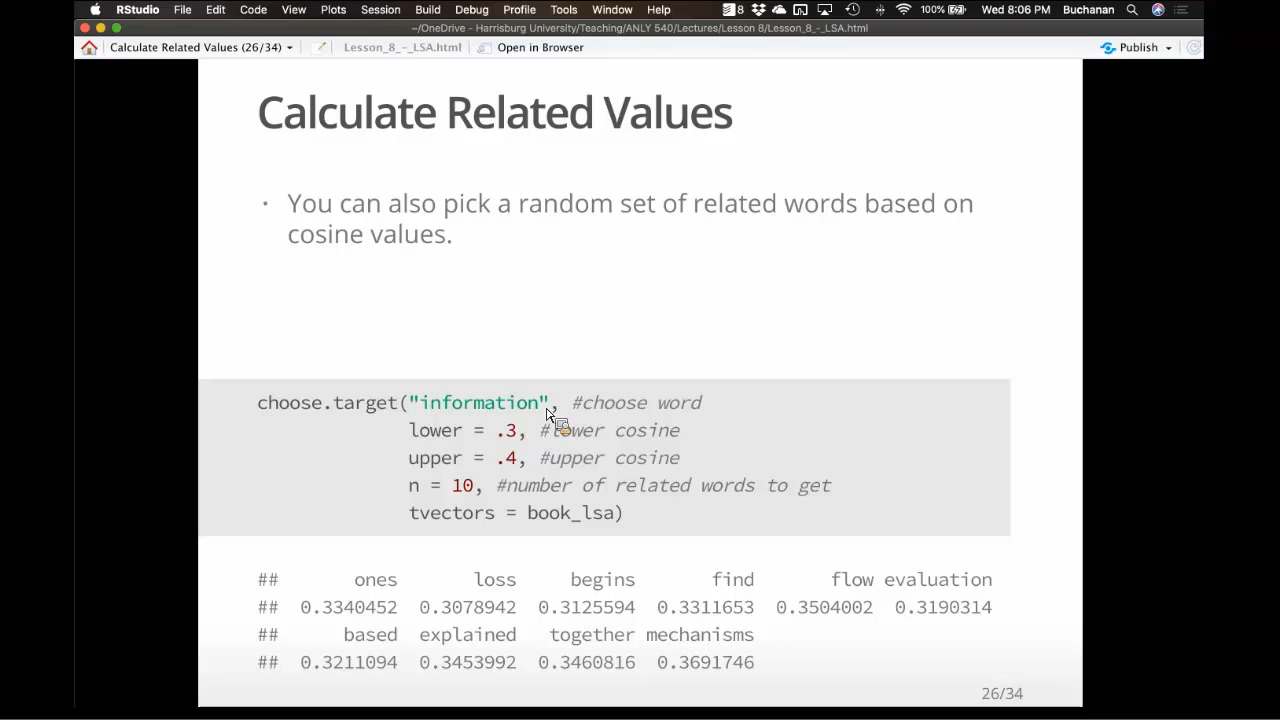 RStudio File Edit Code View Plots Session Build Debug Profile Tools Window Help 8 100% Wed 8:06 PM Buchanan
~/OneDrive - Harrisburg University/Teaching/ANLY 540/Lectures/Lesson 8/Lesson_8_-_LSA.html
Calculate Related Values (26/34) Lesson_8_-_LSA.html Open in Browser Publish
Calculate Related Values
· You can also pick a random set of related words based on
cosine values.
choose.target("information", #choose word
lower = .3, #lower cosine
upper = .4, #upper cosine
n = 10, #number of related words to get
tvectors = book_lsa)
## ones loss begins find flow evaluation
## 0.3340452 0.3078942 0.3125594 0.3311653 0.3504002 0.3190314
## based explained together mechanisms
## 0.3211094 0.3453992 0.3460816 0.3691746
26/34